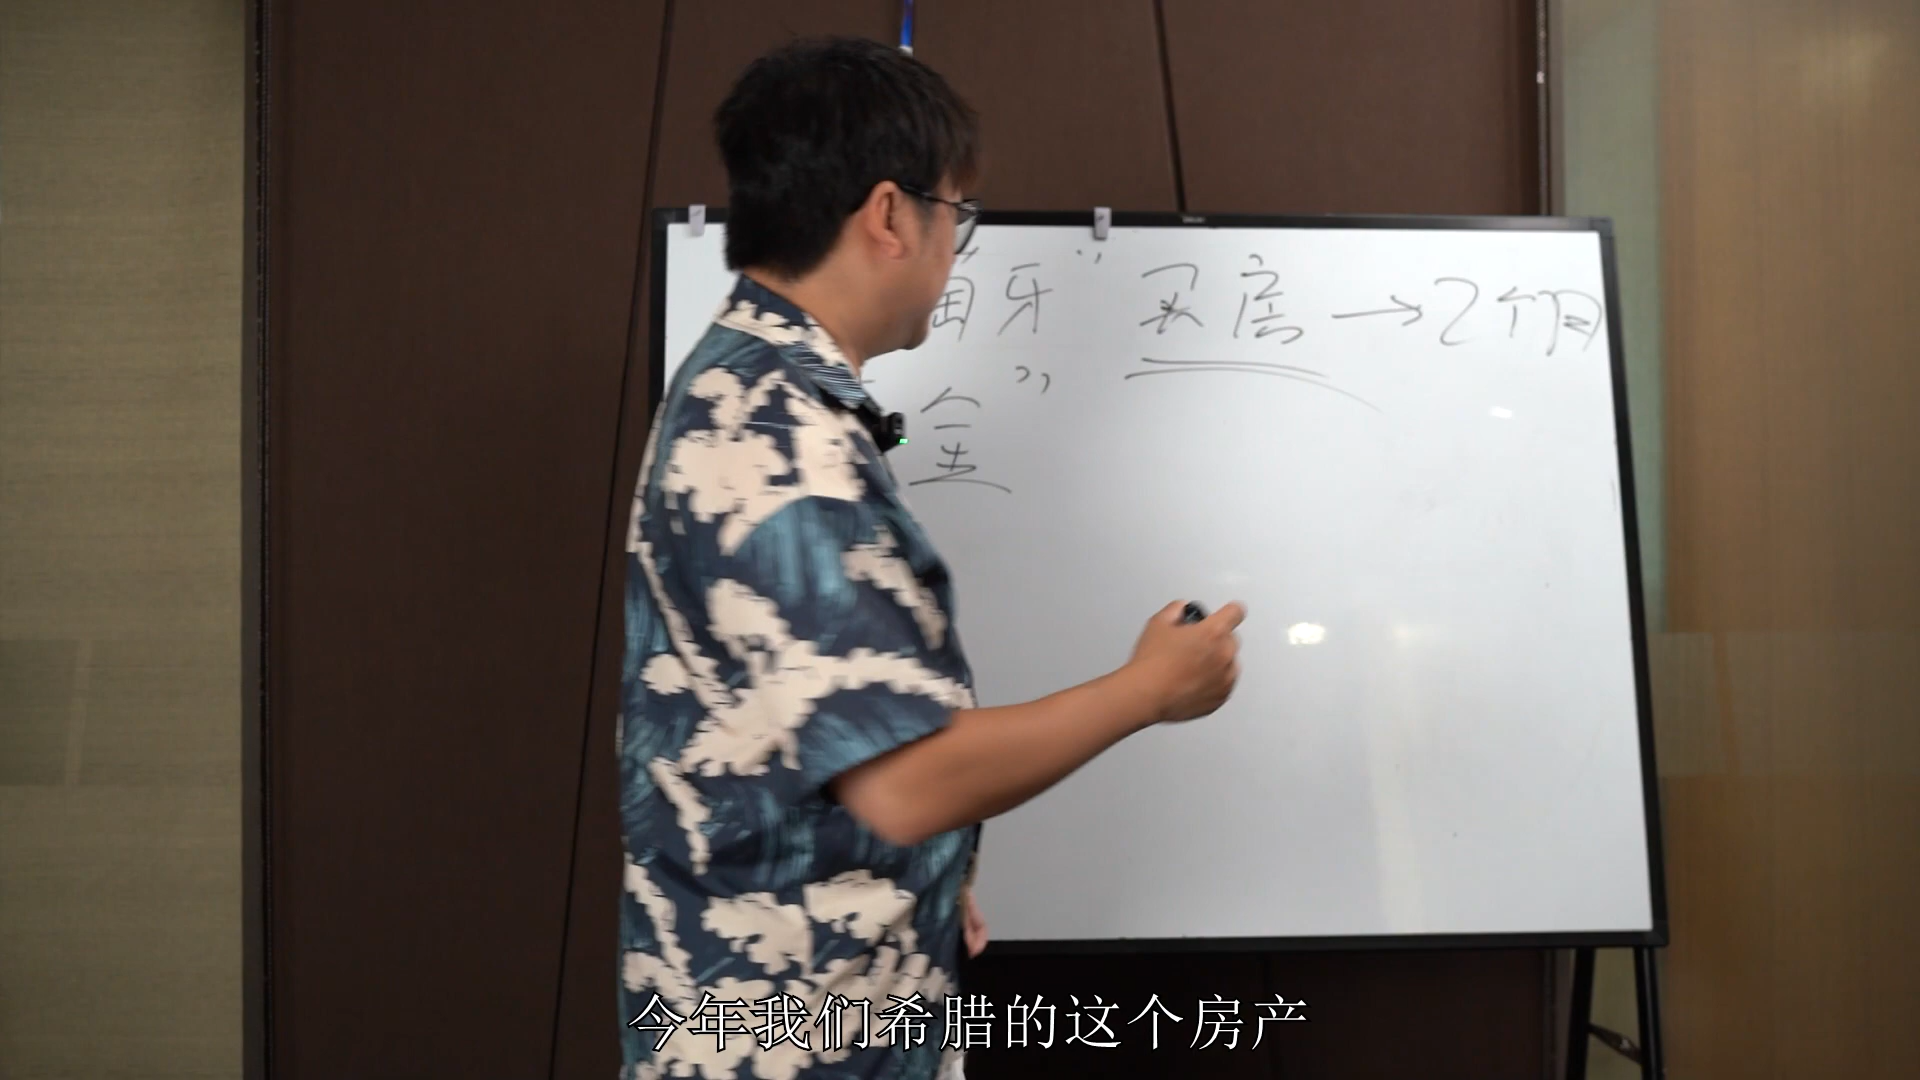 萄牙” 买房→2个月
金”
今年我们希腊的这个房产